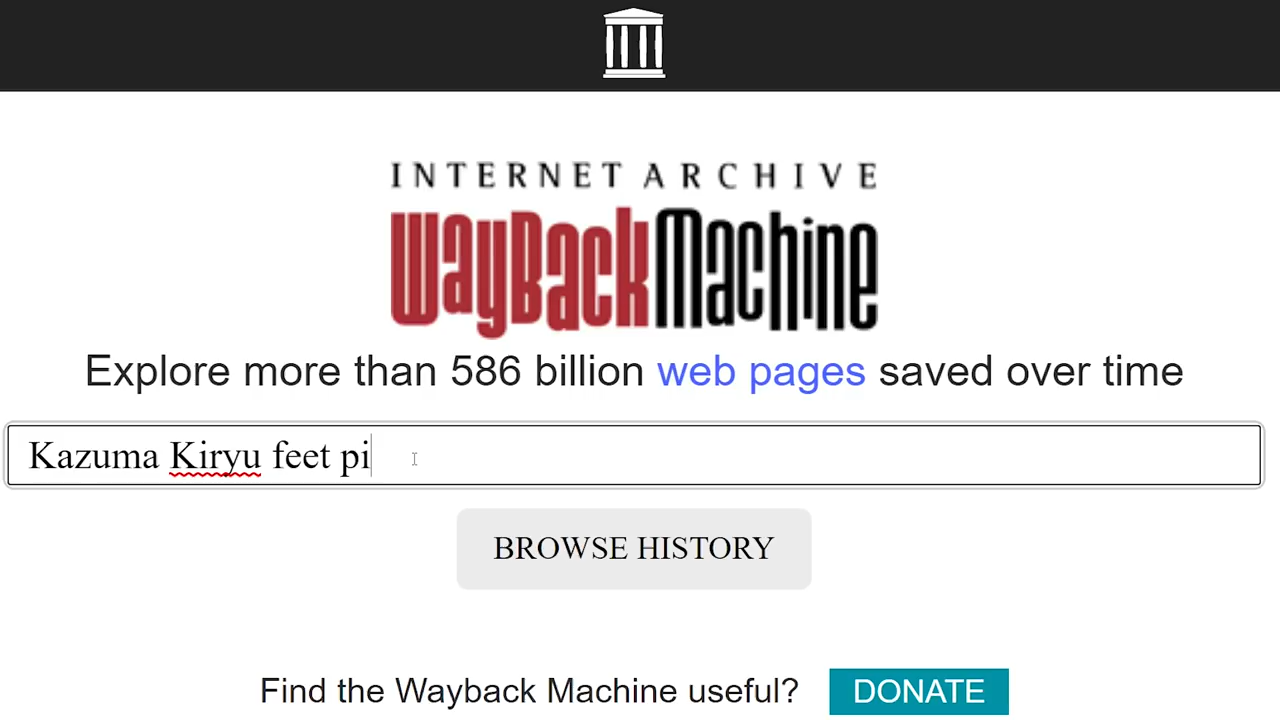 INTERNET ARCHIVE
WayBackMachine
Explore more than 586 billion web pages saved over time
Kazuma Kiryu feet pi
BROWSE HISTORY
Find the Wayback Machine useful? DONATE